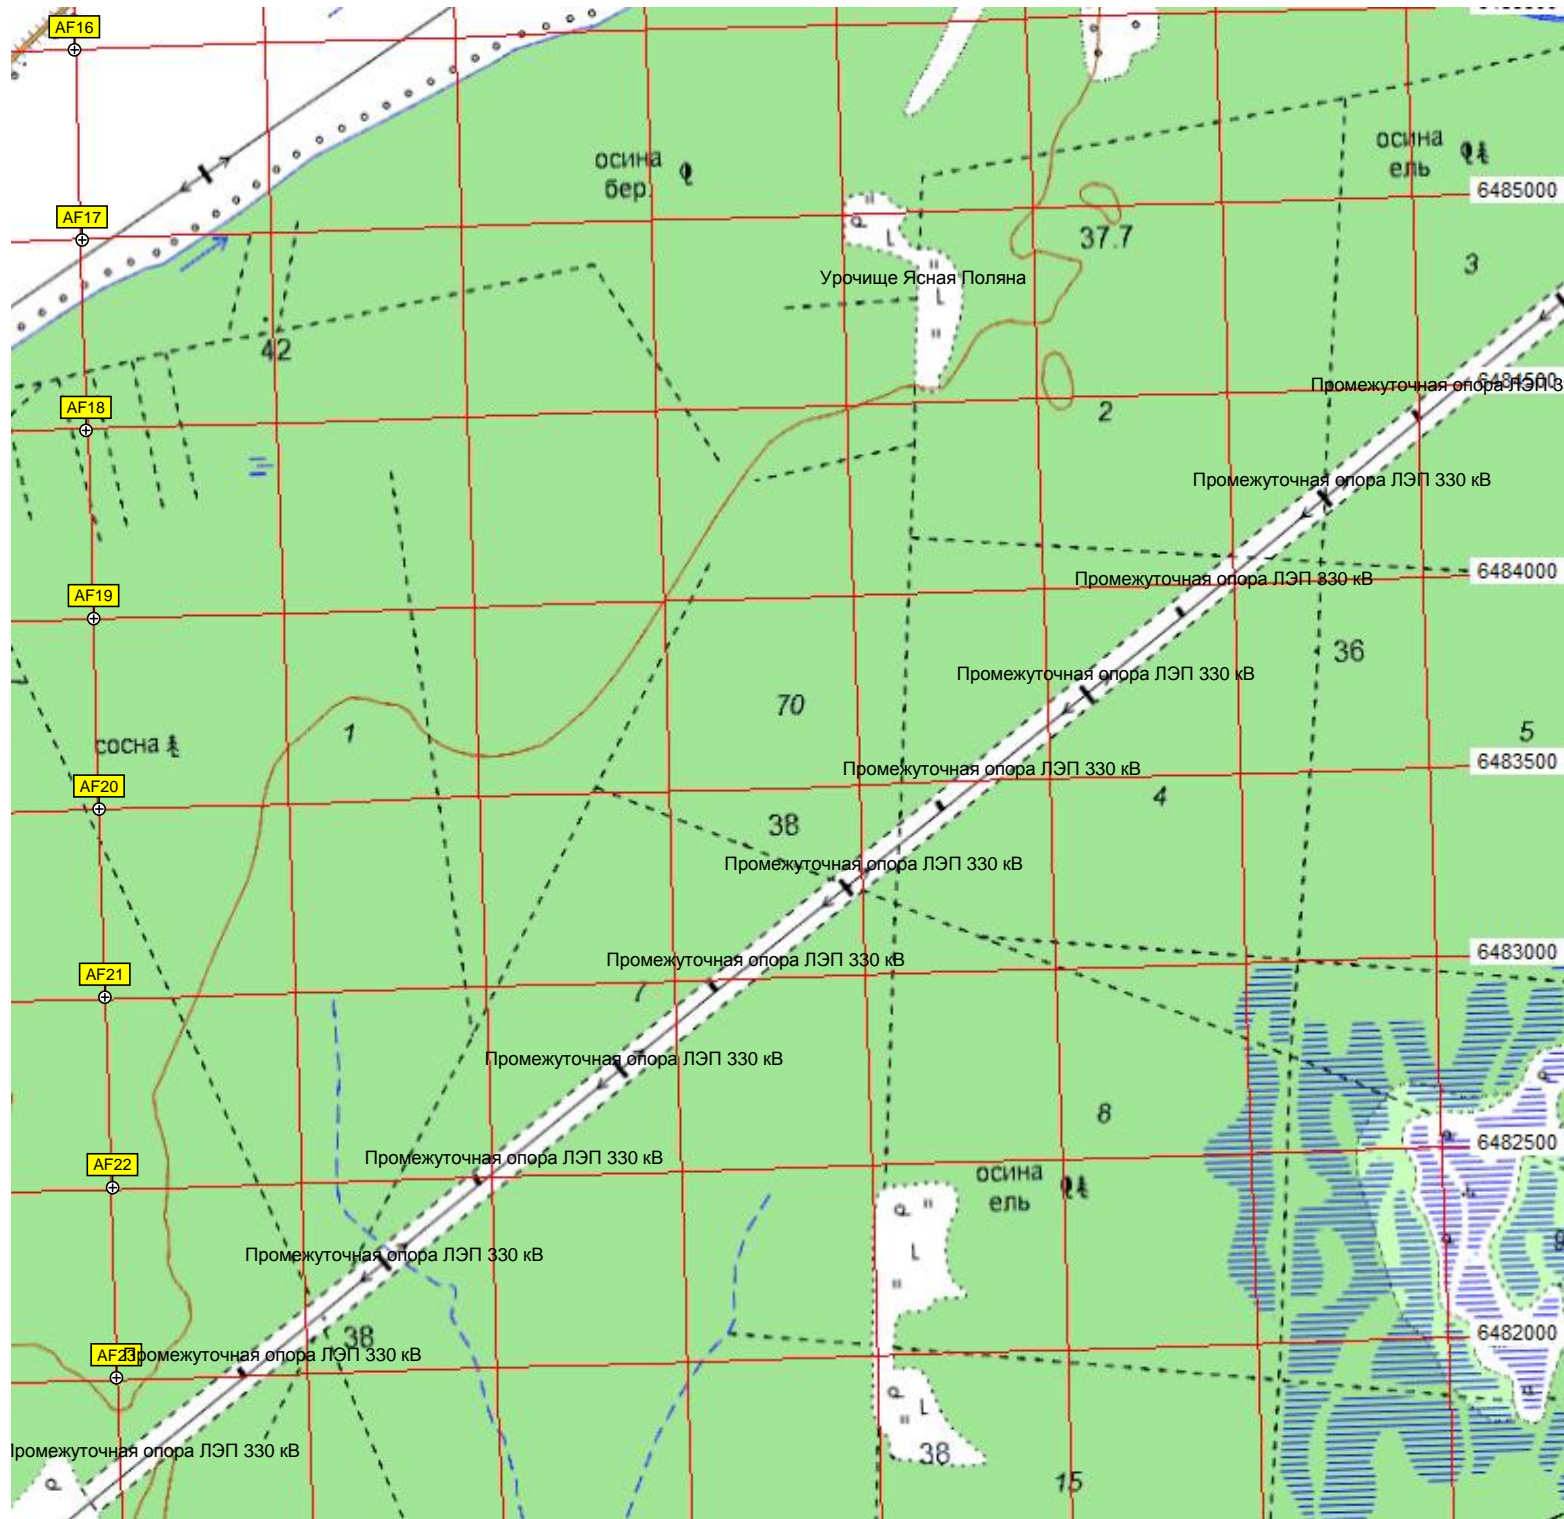 AF16
осина
бер.
осина
ель
6485000
AF17
37.7
3
Урочище Ясная Поляна
42
6484500
Промежуточная опора ЛЭП 3
AF18
2
Промежуточная опора ЛЭП 330 кВ
6484000
Промежуточная опора ЛЭП 330 кВ
AF19
36
Промежуточная опора ЛЭП 330 кВ
70
1
5
сосна
6483500
Промежуточная опора ЛЭП 330 кВ
AF20
4
38
Промежуточная опора ЛЭП 330 кВ
6483000
Промежуточная опора ЛЭП 330 кВ
AF21
7
Промежуточная опора ЛЭП 330 кВ
8
6482500
Промежуточная опора ЛЭП 330 кВ
AF22
осина
ель
Промежуточная опора ЛЭП 330 кВ
6482000
38
AF23
Промежуточная опора ЛЭП 330 кВ
Промежуточная опора ЛЭП 330 кВ
38
15